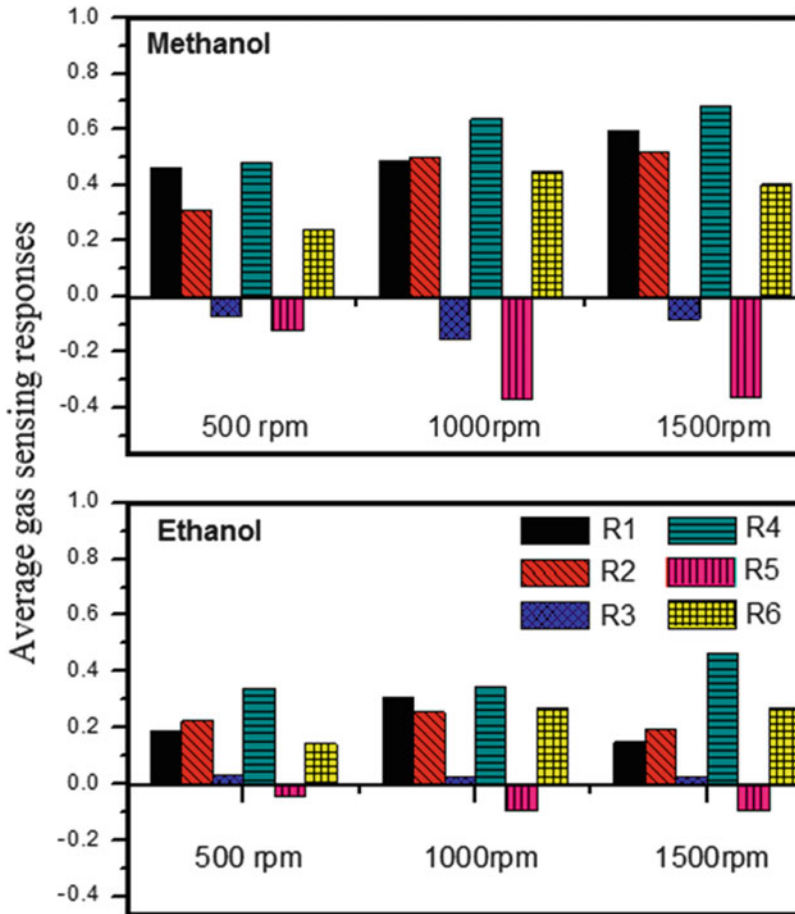 Average gas sensing responses
Methanol
1.0
0.8
0.6
0.4
0.2
0.0
-0.2
-0.4
500 rpm 1000rpm 1500rpm
Ethanol
1.0
0.8
0.6
0.4
0.2
0.0
-0.2
-0.4
R1 R4
R2 R5
R3 R6
500 rpm 1000rpm 1500rpm